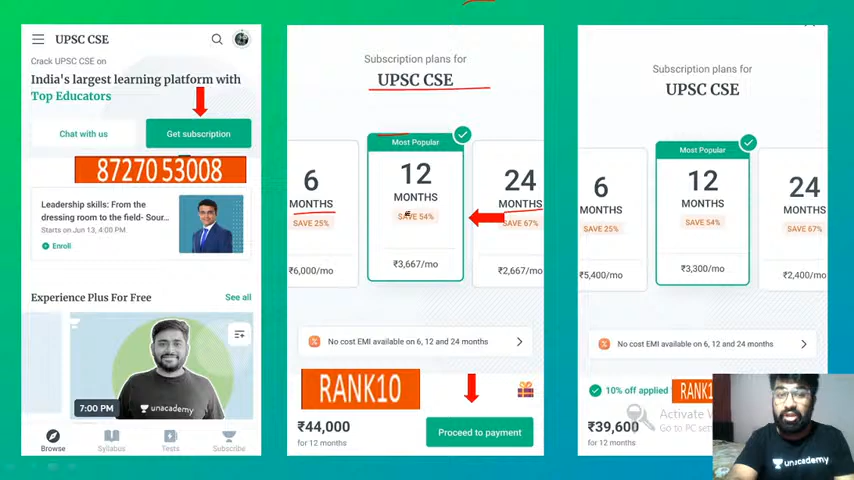 UPSC CSE
Crack UPSC CSE on
India's largest learning platform with
Top Educators
Chat with us
Get subscription
87270 53008
Leadership skills: From the
dressing room to the field- Sour...
Starts on Jun 13, 4:00 PM
Enroll
Experience Plus For Free
See all
7:00 PM
unacademy
Browse
Syllabus
Tests
Subscribe
Subscription plans for
UPSC CSE
6
MONTHS
SAVE 25%
₹6,000/mo
Most Popular
12
MONTHS
SAVE 54%
₹3,667/mo
24
MONTHS
SAVE 67%
₹2,667/mo
No cost EMI available on 6, 12 and 24 months
RANK10
₹44,000
for 12 months
Proceed to payment
Subscription plans for
UPSC CSE
6
MONTHS
SAVE 25%
₹5,400/mo
Most Popular
12
MONTHS
SAVE 54%
₹3,300/mo
24
MONTHS
SAVE 67%
₹2,400/mo
No cost EMI available on 6, 12 and 24 months
10% off applied
₹39,600
for 12 months
Activate
Go to PC
unacademy